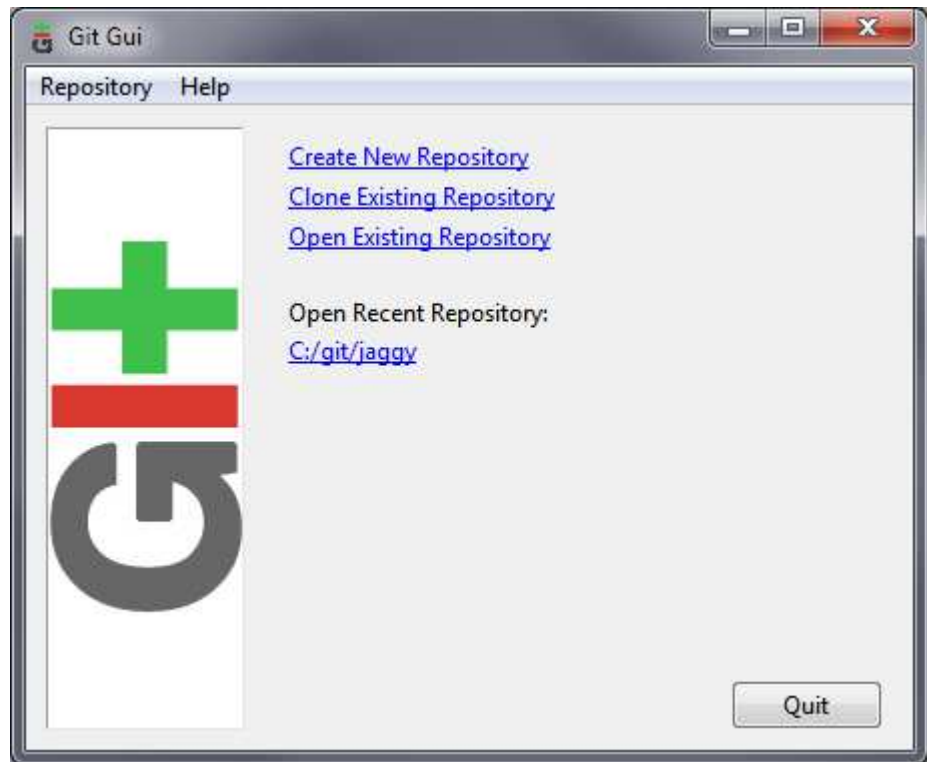 Git Gui
Repository Help
Create New Repository
Clone Existing Repository
Open Existing Repository
Open Recent Repository:
C:/git/jaggy
GIt
Quit